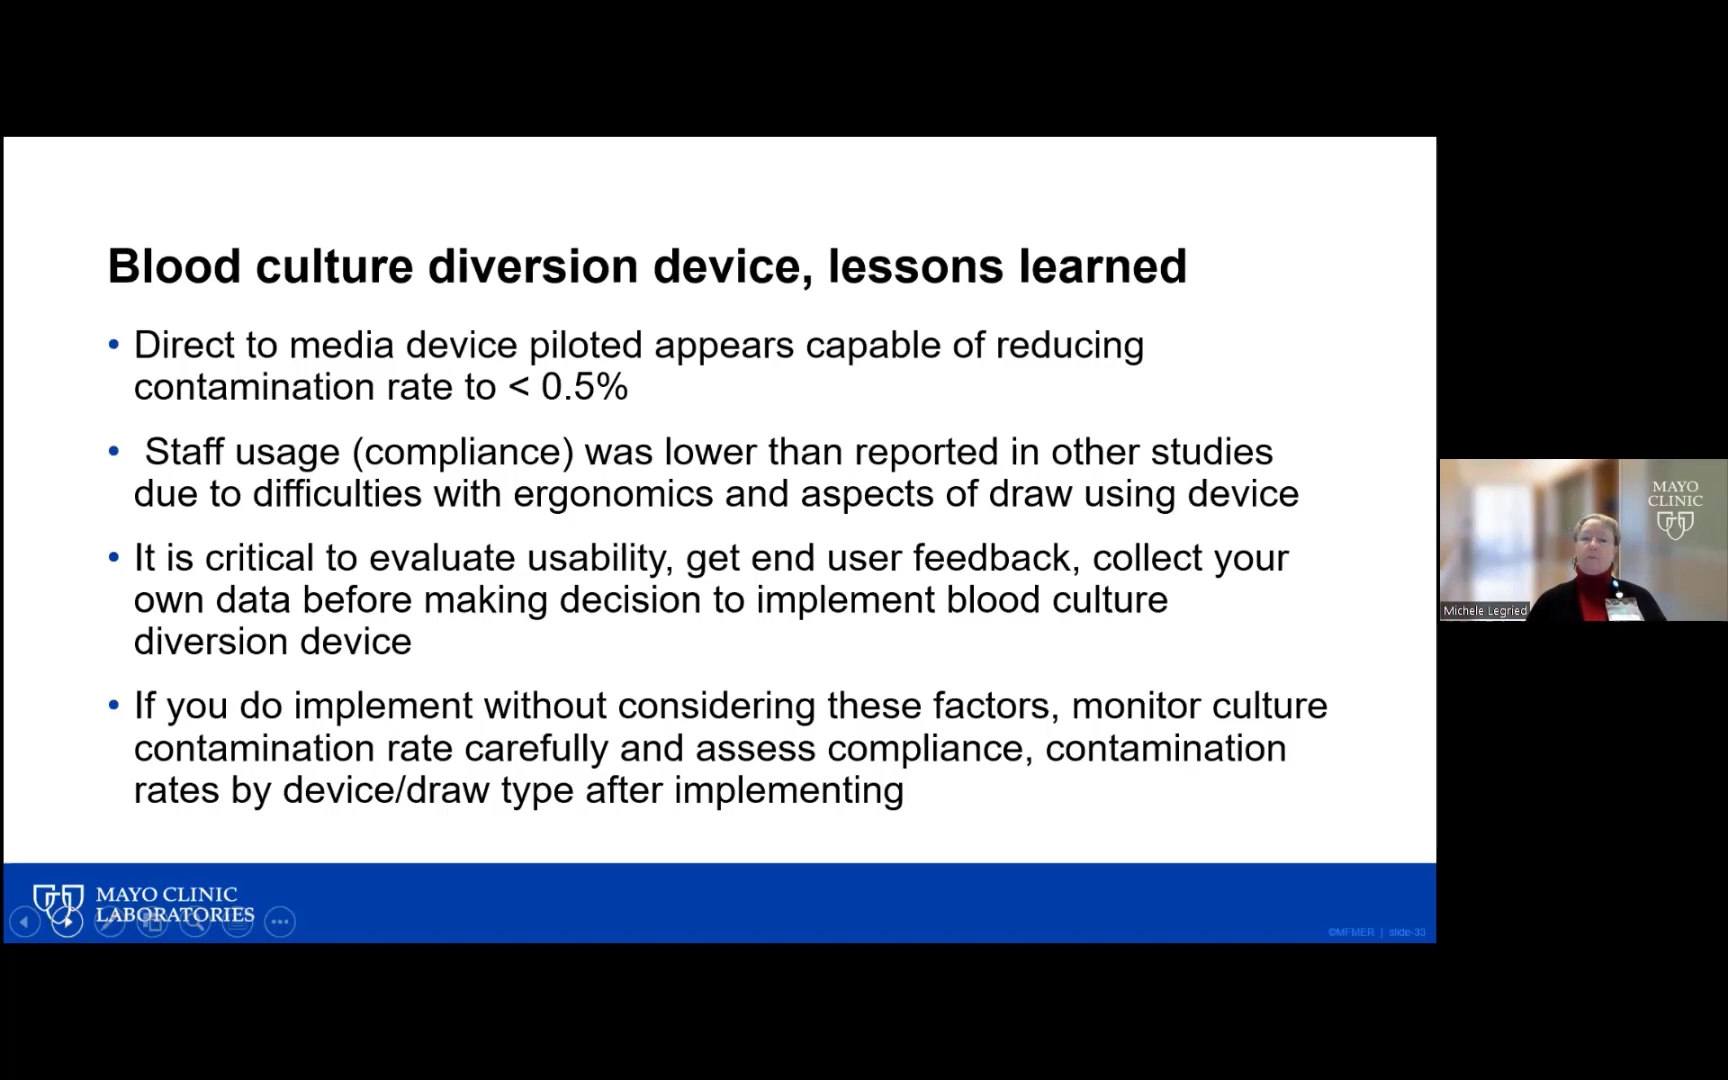 Blood culture diversion device, lessons learned
• Direct to media device piloted appears capable of reducing
contamination rate to < 0.5%
• Staff usage (compliance) was lower than reported in other studies
due to difficulties with ergonomics and aspects of draw using device
• It is critical to evaluate usability, get end user feedback, collect your
own data before making decision to implement blood culture
diversion device
• If you do implement without considering these factors, monitor culture
contamination rate carefully and assess compliance, contamination
rates by device/draw type after implementing
MAYO CLINIC
LABORATORIES
©MFMER | slide-33
MAYO
CLINIC
Michele Legried